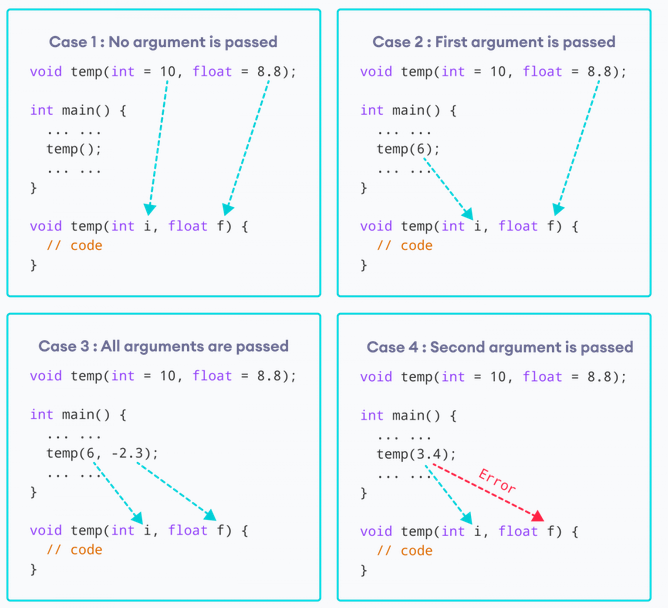 Case 1 : No argument is passed
void temp(int = 10, float = 8.8);
int main() {
... ...
temp();
... ...
}
void temp(int i, float f) {
// code
}
Case 2 : First argument is passed
void temp(int = 10, float = 8.8);
int main() {
... ...
temp(6);
... ...
}
void temp(int i, float f) {
// code
}
Case 3 : All arguments are passed
void temp(int = 10, float = 8.8);
int main() {
... ...
temp(6, -2.3);
... ...
}
void temp(int i, float f) {
// code
}
Case 4 : Second argument is passed
void temp(int = 10, float = 8.8);
int main() {
... ...
temp(3.4);
... ...
}
Error
void temp(int i, float f) {
// code
}